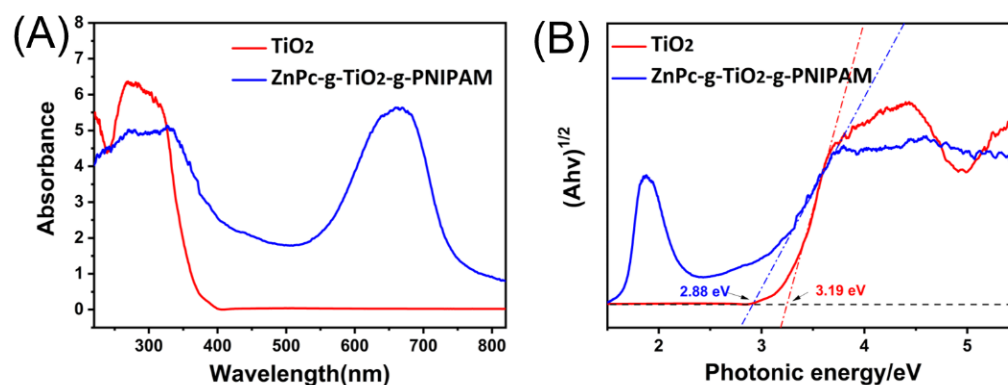 (A)
8
7
6
5
4
3
2
1
0
Absorbance
TiO₂
ZnPc-g-TiO₂-g-PNIPAM
300 400 500 600 700 800
Wavelength(nm)
(B)
(Ahv)^1/2
TiO₂
ZnPc-g-TiO₂-g-PNIPAM
2.88 eV
3.19 eV
2 3 4 5
Photonic energy/eV